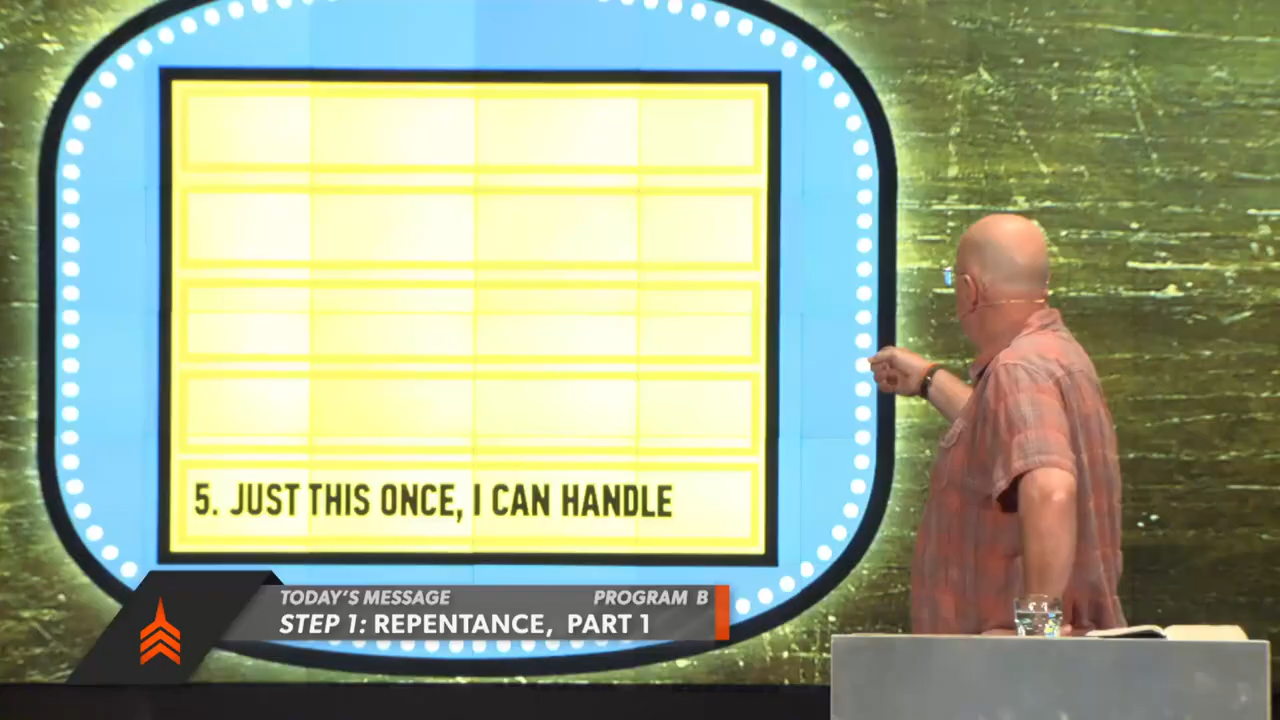 5. JUST THIS ONCE, I CAN HANDLE
TODAY'S MESSAGE
PROGRAM B
STEP 1: REPENTANCE, PART 1